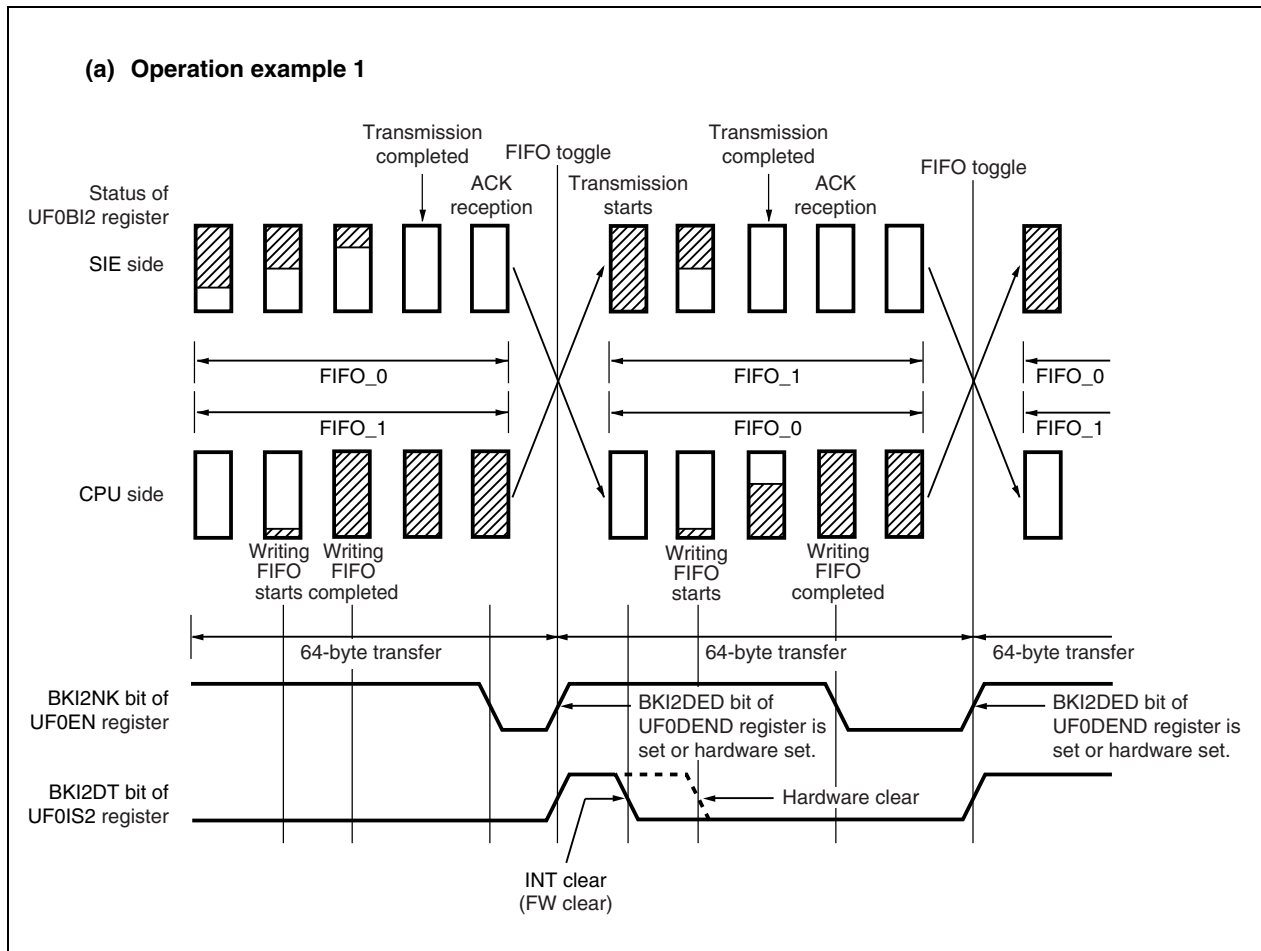 (a) Operation example 1
Transmission
completed
FIFO toggle
Transmission
completed
FIFO toggle
Status of
UF0BI2 register
ACK
reception
Transmission
starts
ACK
reception
SIE side
FIFO_0
FIFO_1
FIFO_0
FIFO_1
FIFO_0
FIFO_1
CPU side
Writing
FIFO
starts
Writing
FIFO
completed
Writing
FIFO
starts
Writing
FIFO
completed
64-byte transfer
64-byte transfer
64-byte transfer
BKI2NK bit of
UF0EN register
BKI2DED bit of
UF0DEND register is
set or hardware set.
BKI2DED bit of
UF0DEND register is
set or hardware set.
BKI2DT bit of
UF0IS2 register
Hardware clear
INT clear
(FW clear)